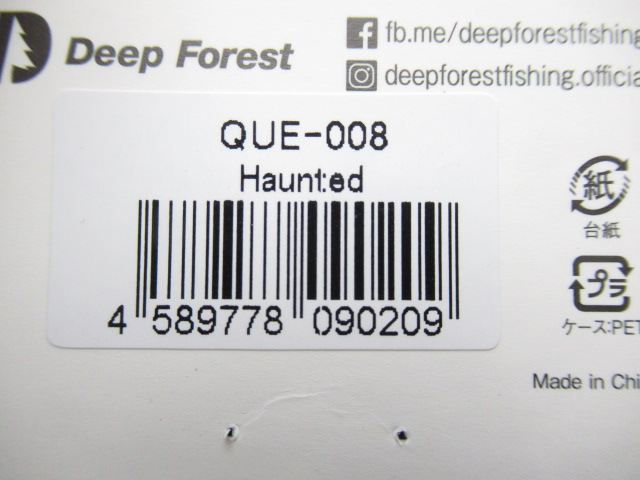 Deep Forest
fb.me/deepforestfishing
deepforestfishing.officia
QUE-008
Haunted
4 589778 090209
紙
台紙
プラ
ケース:PET
Made in Chi